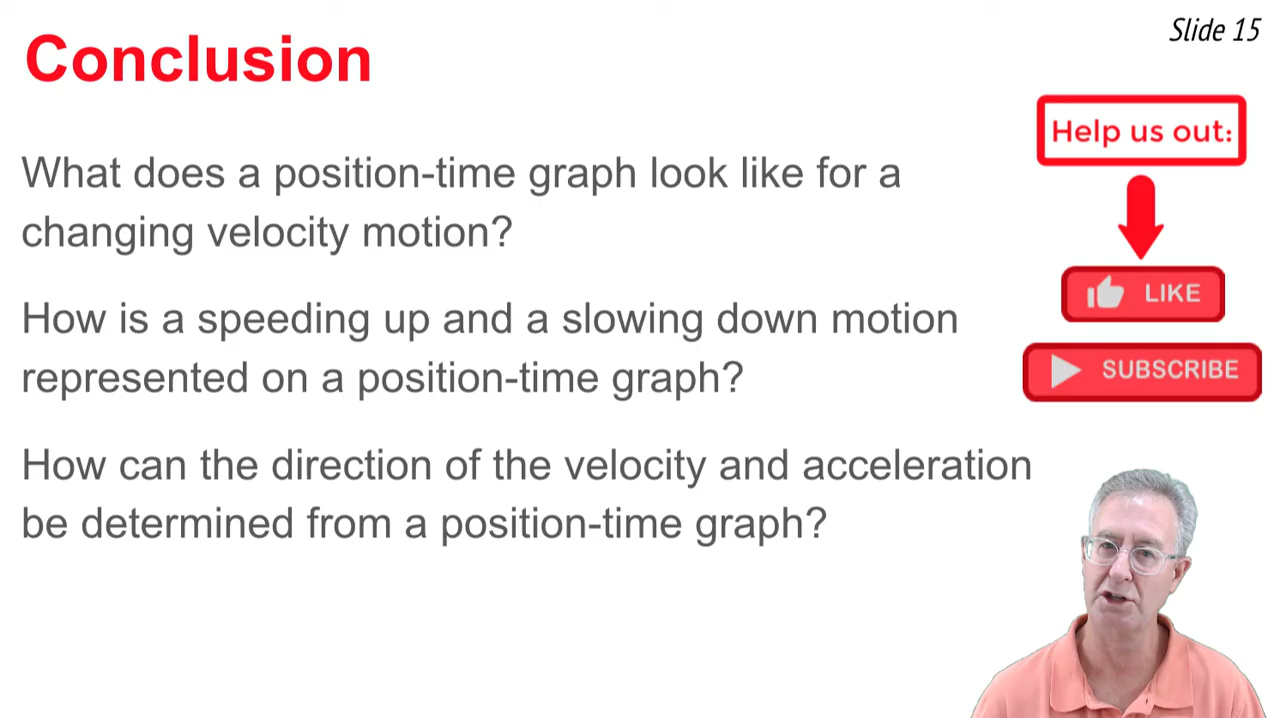 Slide 15
Conclusion
What does a position-time graph look like for a
changing velocity motion?
How is a speeding up and a slowing down motion
represented on a position-time graph?
How can the direction of the velocity and acceleration
be determined from a position-time graph?
Help us out:
LIKE
SUBSCRIBE